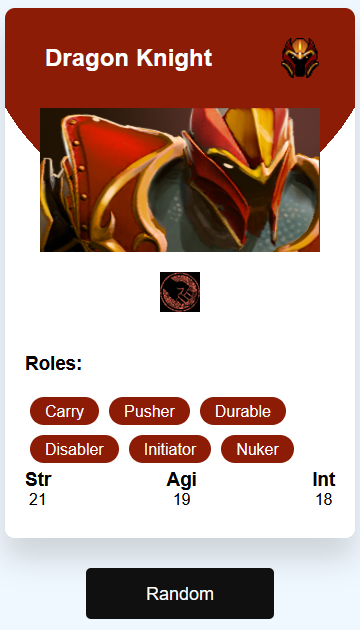 Dragon Knight
Roles:
Carry Pusher Durable
Disabler Initiator Nuker
Str Agi Int
21 19 18
Random